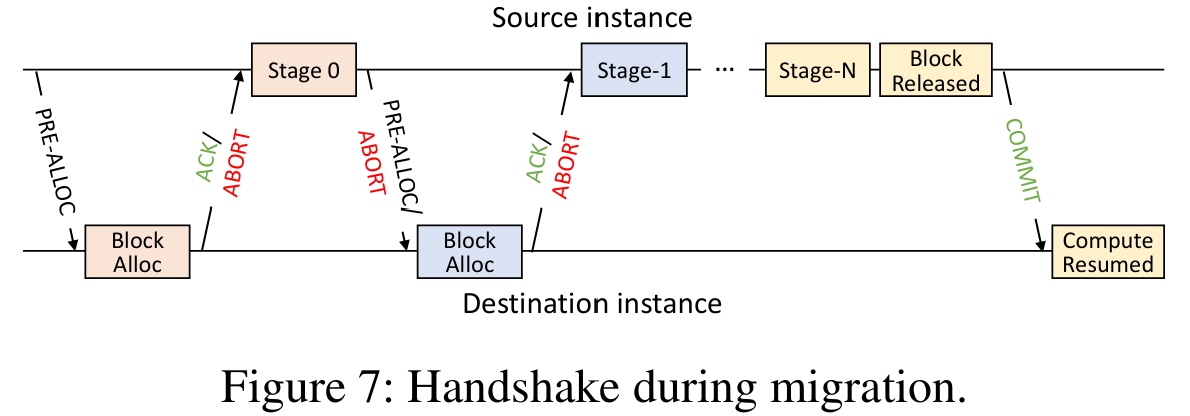 Source instance
Stage 0
Stage-1
...
Stage-N
Block
Released
PRE-ALLOC
ACK/
ABORT
PRE-ALLOC/
ABORT
ACK/
ABORT
COMMIT
Block
Alloc
Block
Alloc
Compute
Resumed
Destination instance
Figure 7: Handshake during migration.